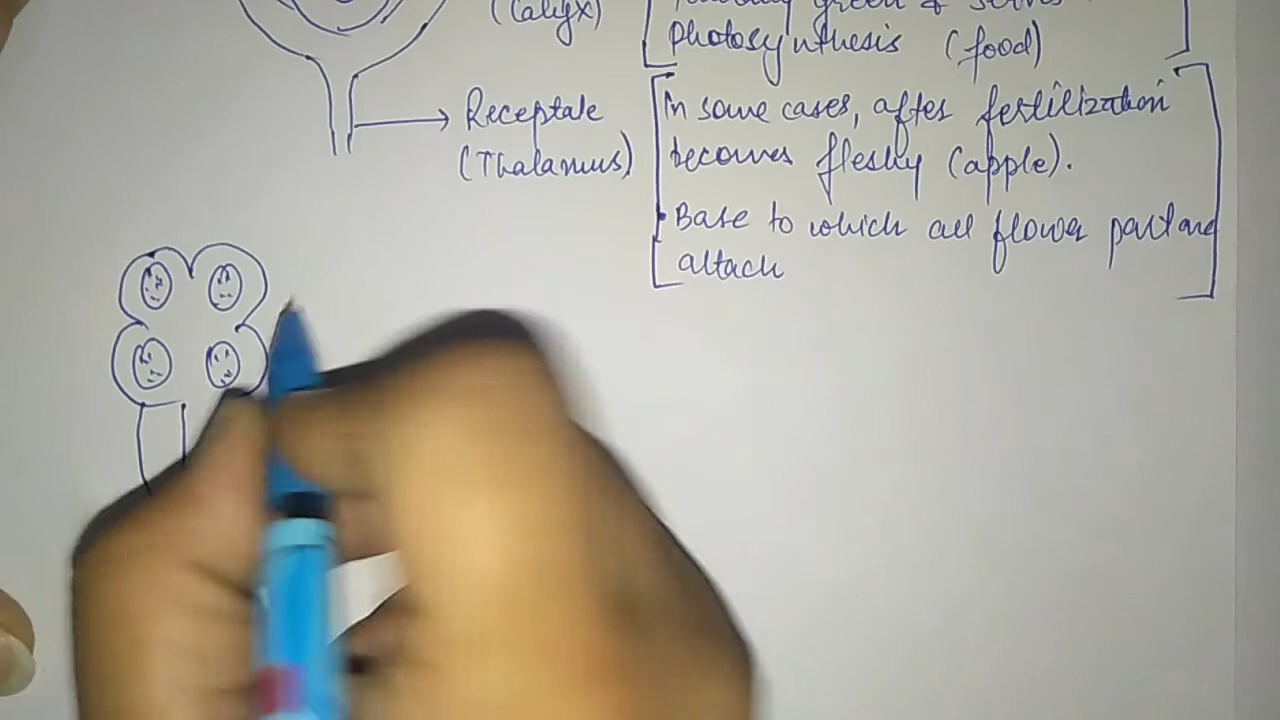 (Calyx)
green &
photosynthesis (food)
Receptale
(Thalamus)
In some cases, after fertilization
becomes fleshy (apple).
Base to which all flower part are
attach